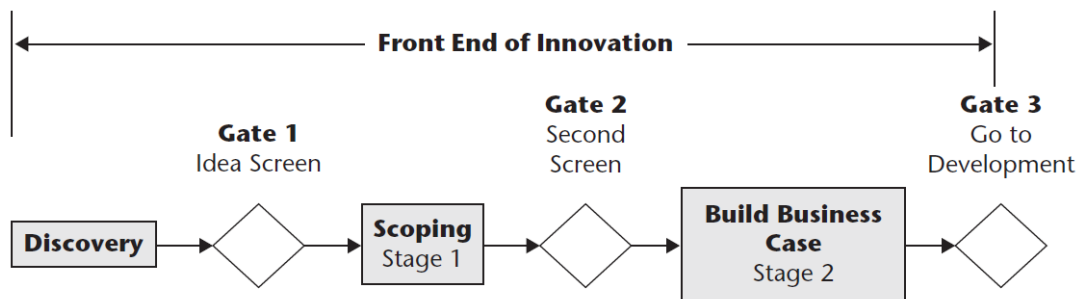 Front End of Innovation
Gate 1
Idea Screen
Gate 2
Second
Screen
Gate 3
Go to
Development
Discovery
Scoping
Stage 1
Build Business
Case
Stage 2